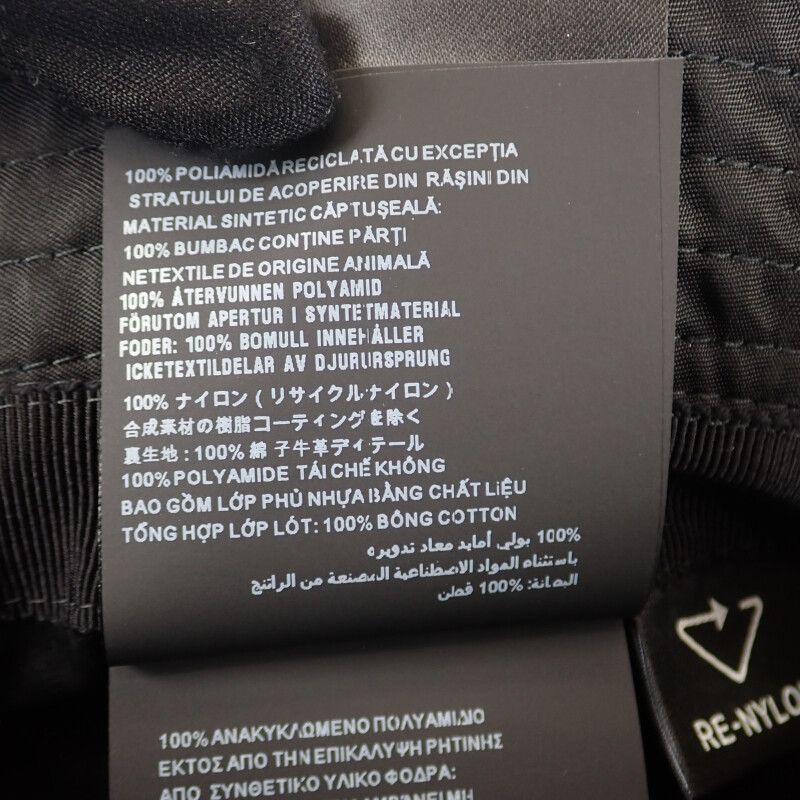 100% POLIAMIDĂ RECICLATĂ CU EXCEPȚIA
STRATULUI DE ACOPERIRE DIN RĂȘINI DIN
MATERIAL SINTETIC CĂPTUȘEALĂ:
100% BUMBAC CONȚINE PĂRȚI
NETEXTILE DE ORIGINE ANIMALĂ
100% ÅTERVUNNEN POLYAMID
FÖRUTOM APERTUR I SYNTETMATERIAL
FODER: 100% BOMULL INNEHÅLLER
ICKETEXTILDELAR AV DJURURSPRUNG
100% ナイロン ( リサイクルナイロン )
合成素材の樹脂コーティングを除く
裏生地 : 100% 綿 子牛革ディテール
100% POLYAMIDE TÁI CHẾ KHÔNG
BAO GỒM LỚP PHỦ NHỰA BẰNG CHẤT LIỆU
TỔNG HỢP LỚP LÓT: 100% BÔNG COTTON
100% بولي أمايد معاد تدويره
باستثناء المواد الاصطناعية المصنعة من الراتنج
البطانة: 100% قطن
100% ΑΝΑΚΥΚΛΩΜΕΝΟ ΠΟΛΥΑΜΙΔΙΟ
ΕΚΤΟΣ ΑΠΟ ΤΗΝ ΕΠΙΚΑΛΥΨΗ ΡΗΤΙΝΗΣ
ΑΠΟ ΣΥΝΘΕΤΙΚΟ ΥΛΙΚΟ ΦΟΔΡΑ:
RE-NYLO